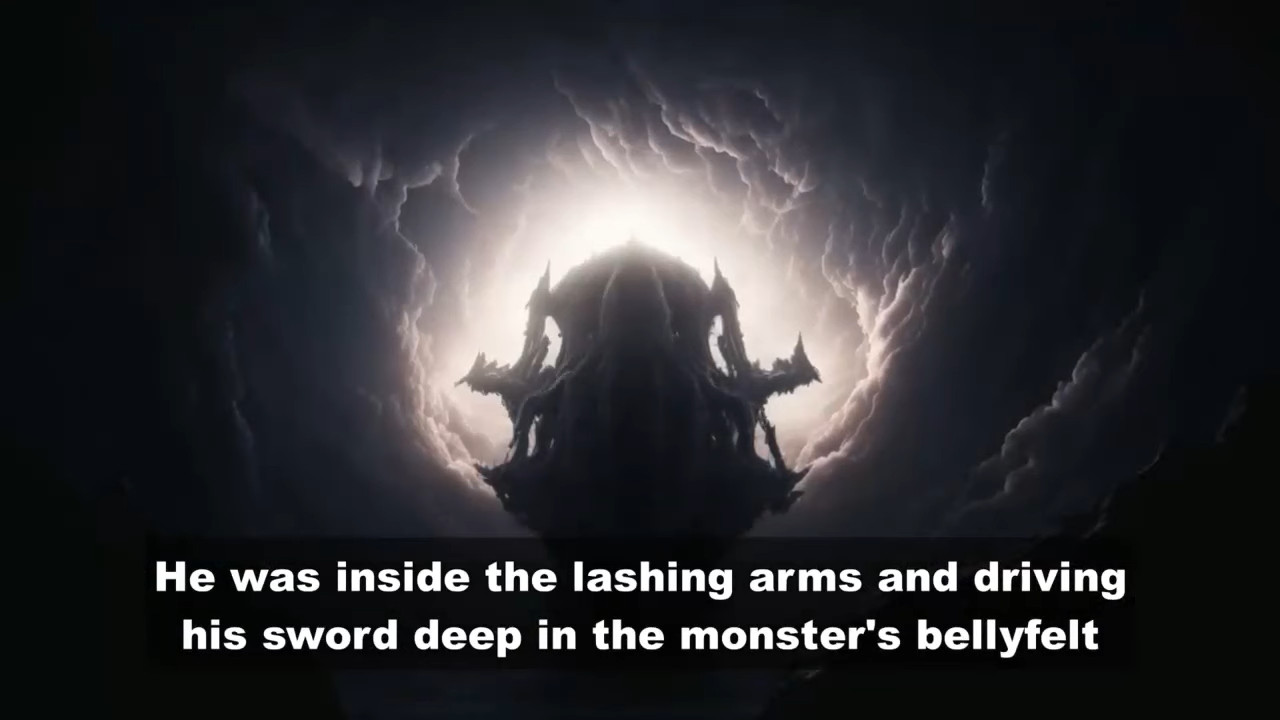 He was inside the lashing arms and driving
his sword deep in the monster's bellyfelt